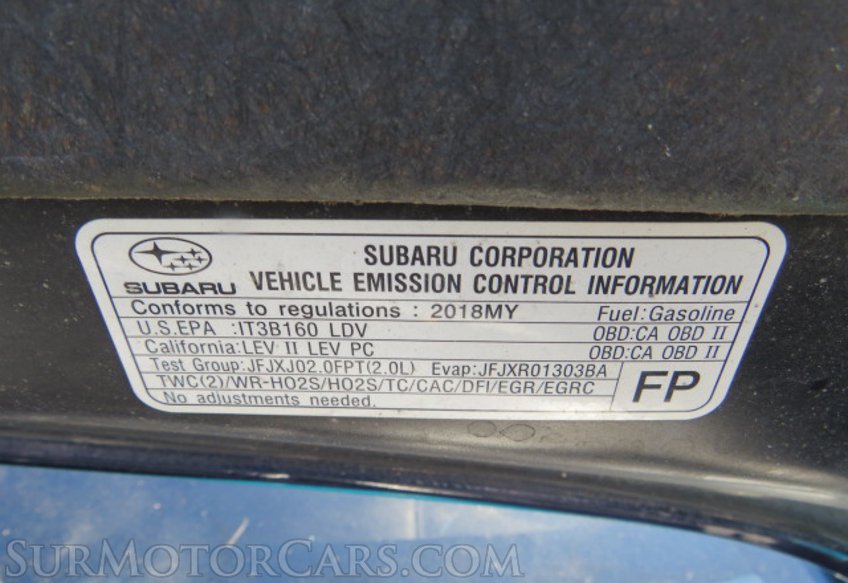 SUBARU CORPORATION
SUBARU VEHICLE EMISSION CONTROL INFORMATION
Conforms to regulations : 2018MY Fuel:Gasoline
U.S.EPA :IT3B160 LDV OBD:CA OBD II
California:LEV II LEV PC OBD:CA OBD II
Test Group:JFJXJ02.0FPT(2.0L) Evap:JFJXR01303BA
TWC(2)/WR-HO2S/HO2S/TC/CAC/DFI/EGR/EGRC
No adjustments needed.
FP
SURMOTORCARS.COM